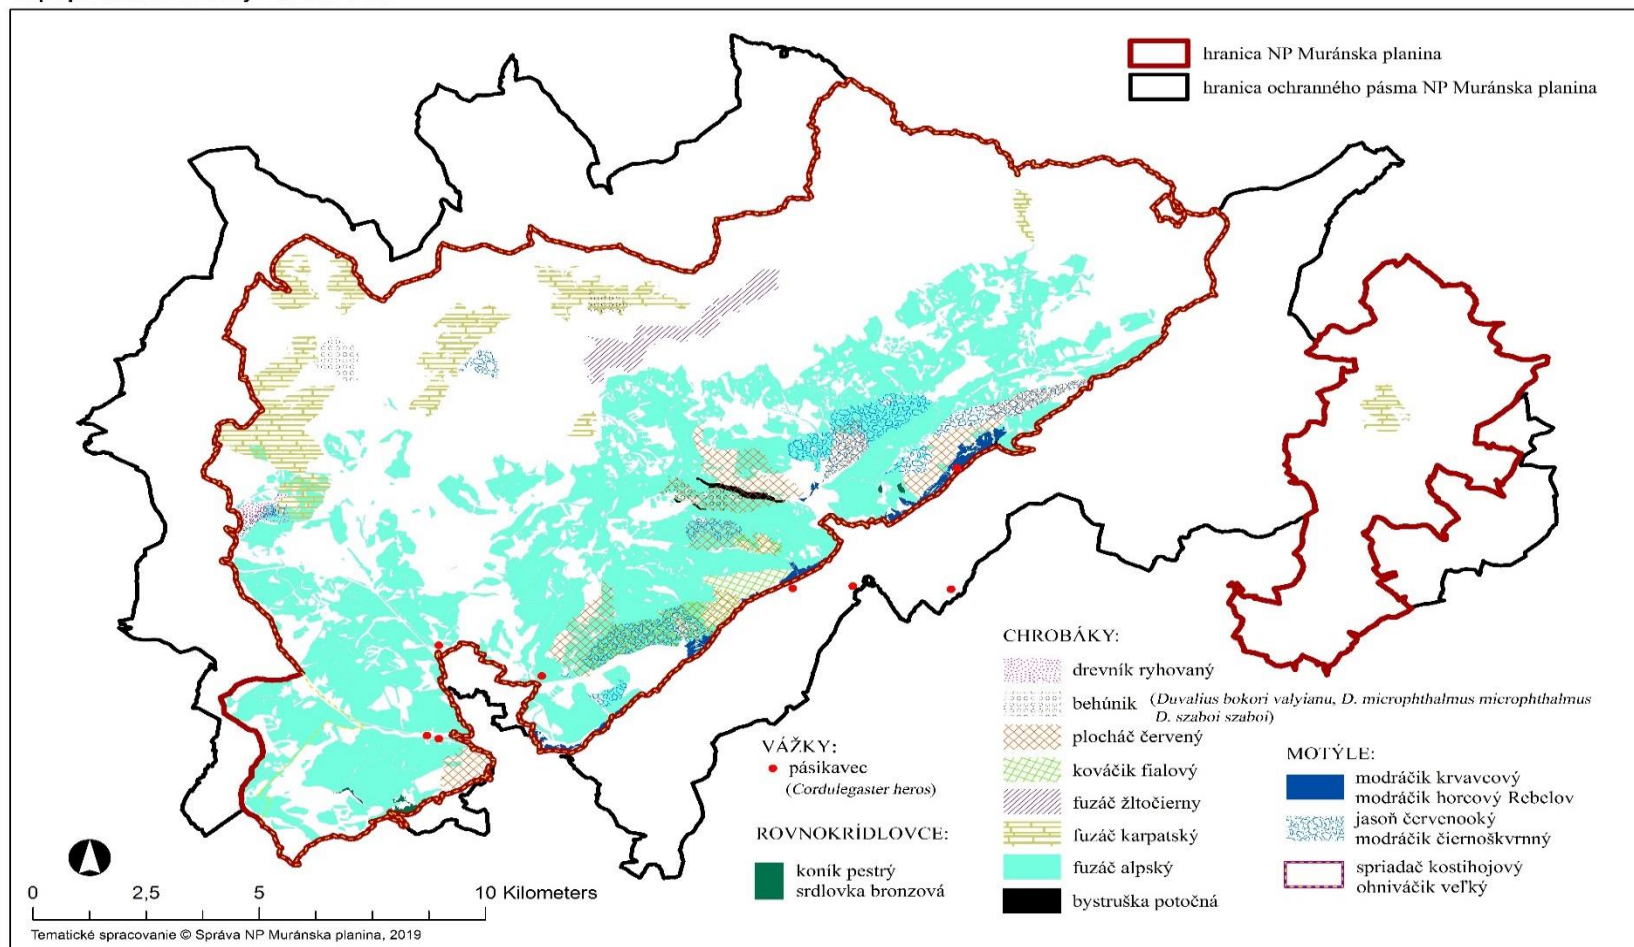 hranica NP Muránska planina
hranica ochranného pásma NP Muránska planina
CHROBÁKY:
drevník ryhovaný
behúnik (Duvalius bokori valyianu, D. microphthalmus microphthalmus
D. szaboi szaboi)
plocháč červený
kováčik fialový
fuzáč žltočierny
fuzáč karpatský
fuzáč alpský
bystruška potočná
VÁŽKY:
pásikavec
(Cordulegaster heros)
ROVNOKRÍDLOVCE:
koník pestrý
srdlovka bronzová
MOTÝLE:
modráčik krvavcový
modráčik horcový Rebelov
jasoň červenooký
modráčik čiernoškvrnný
spriadač kostihojový
ohniváčik veľký
0 2,5 5 10 Kilometers
Tematické spracovanie © Správa NP Muránska planina, 2019